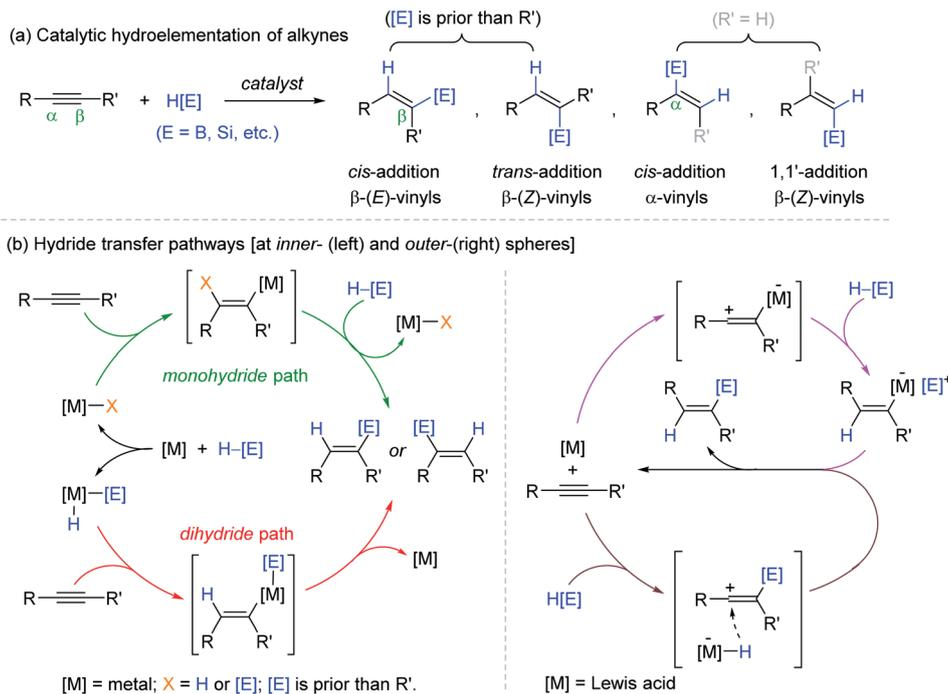 ([E] is prior than R')
(R' = H)
(a) Catalytic hydroelementation of alkynes
R R' + H[E] catalyst
α β
(E = B, Si, etc.)
H [E] R β R'
,
H R' R [E]
,
[E] H R α R'
,
R' H R [E]
cis-addition trans-addition cis-addition 1,1'-addition
β-(E)-vinyls β-(Z)-vinyls α-vinyls β-(Z)-vinyls
(b) Hydride transfer pathways [at inner- (left) and outer-(right) spheres]
R R'
X [M] R R'
H–[E]
[M]–X
monohydride path
[M]–X
[M] + H–[E]
[M]–[E]
H
H [E] R R' or [E] H R R'
dihydride path
R R'
[E]
H [M]
R R'
[M]
[M] = metal; X = H or [E]; [E] is prior than R'.
R + [M] - R'
H–[E]
R [E] H R'
R [M] - [E]+ H R'
[M]
+
R R'
H[E]
R + [E] R'
[M] - –H
[M] = Lewis acid